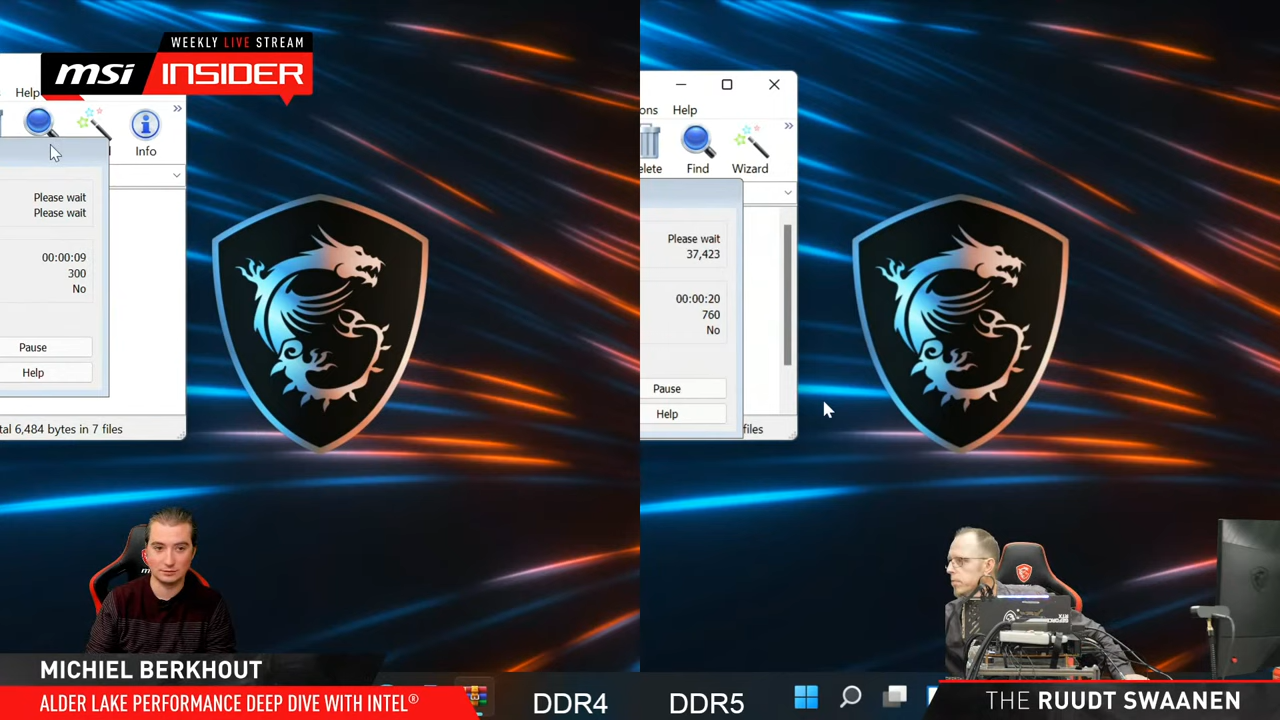 WEEKLY LIVE STREAM
msi INSIDER
Help
Info
Please wait
Please wait
00:00:09
300
No
Pause
Help
tal 6,484 bytes in 7 files
ons Help
elete Find Wizard
Please wait
37,423
00:00:20
760
No
Pause
Help
files
MICHIEL BERKHOUT
ALDER LAKE PERFORMANCE DEEP DIVE WITH INTEL®
DDR4 DDR5
THE RUUDT SWAANEN